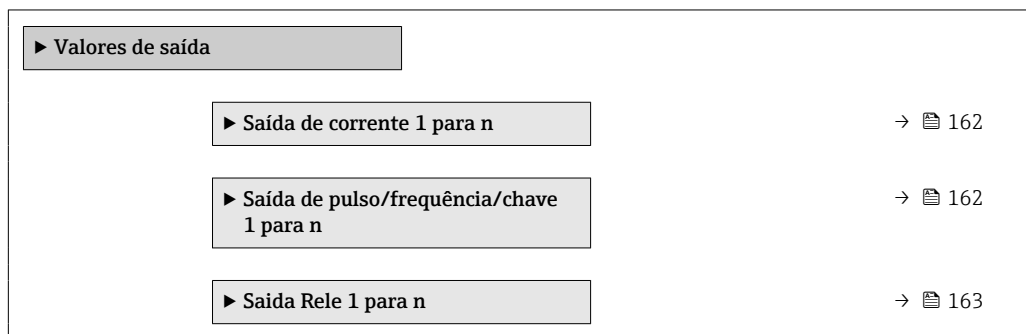 ▶ Valores de saída
▶ Saída de corrente 1 para n → 162
▶ Saída de pulso/frequência/chave
1 para n → 162
▶ Saida Rele 1 para n → 163